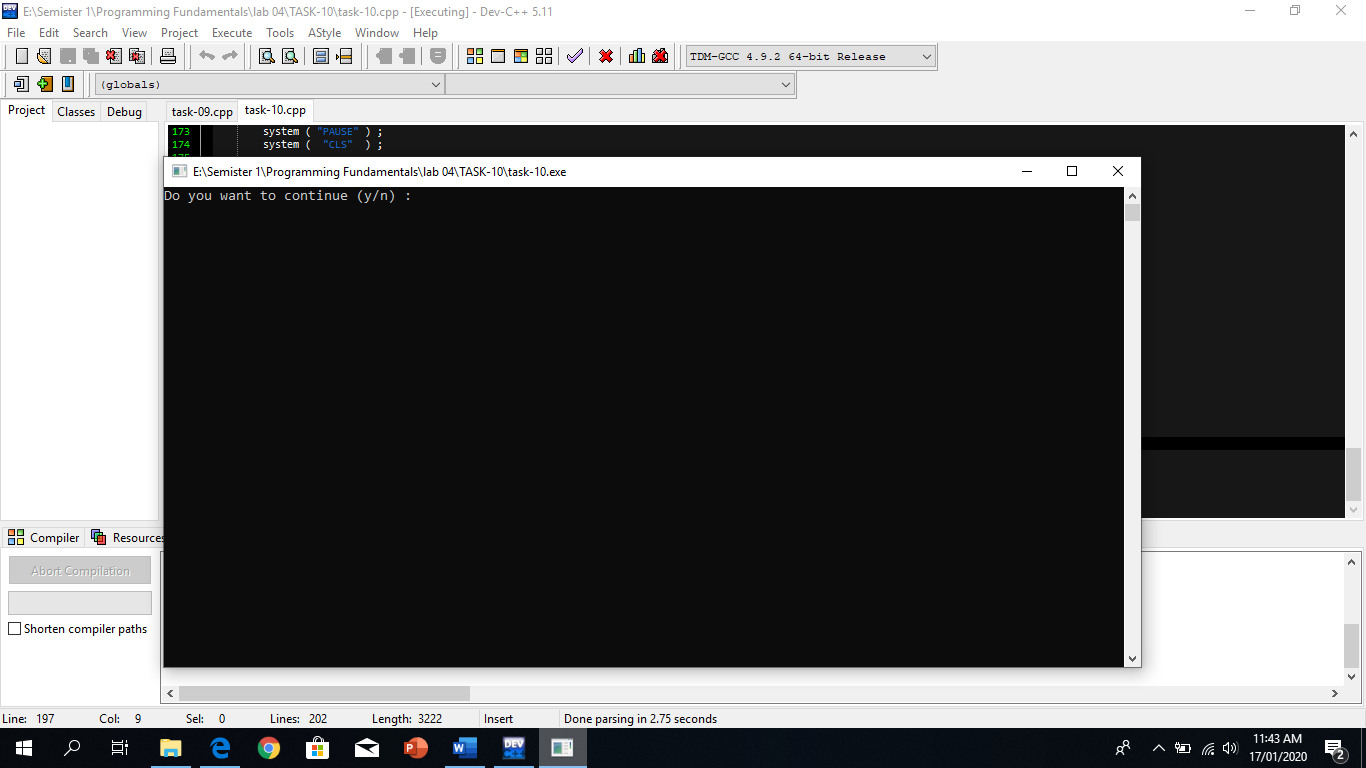 E:\Semister 1\Programming Fundamentals\lab 04\TASK-10\task-10.cpp - [Executing] - Dev-C++ 5.11
File Edit Search View Project Execute Tools AStyle Window Help
TDM-GCC 4.9.2 64-bit Release
(globals)
Project Classes Debug task-09.cpp task-10.cpp
173 system ( "PAUSE" ) ;
174 system ( "CLS" ) ;
E:\Semister 1\Programming Fundamentals\lab 04\TASK-10\task-10.exe
Do you want to continue (y/n) :
Compiler Resources
Abort Compilation
Shorten compiler paths
Line: 197 Col: 9 Sel: 0 Lines: 202 Length: 3222 Insert Done parsing in 2.75 seconds
11:43 AM
17/01/2020
2